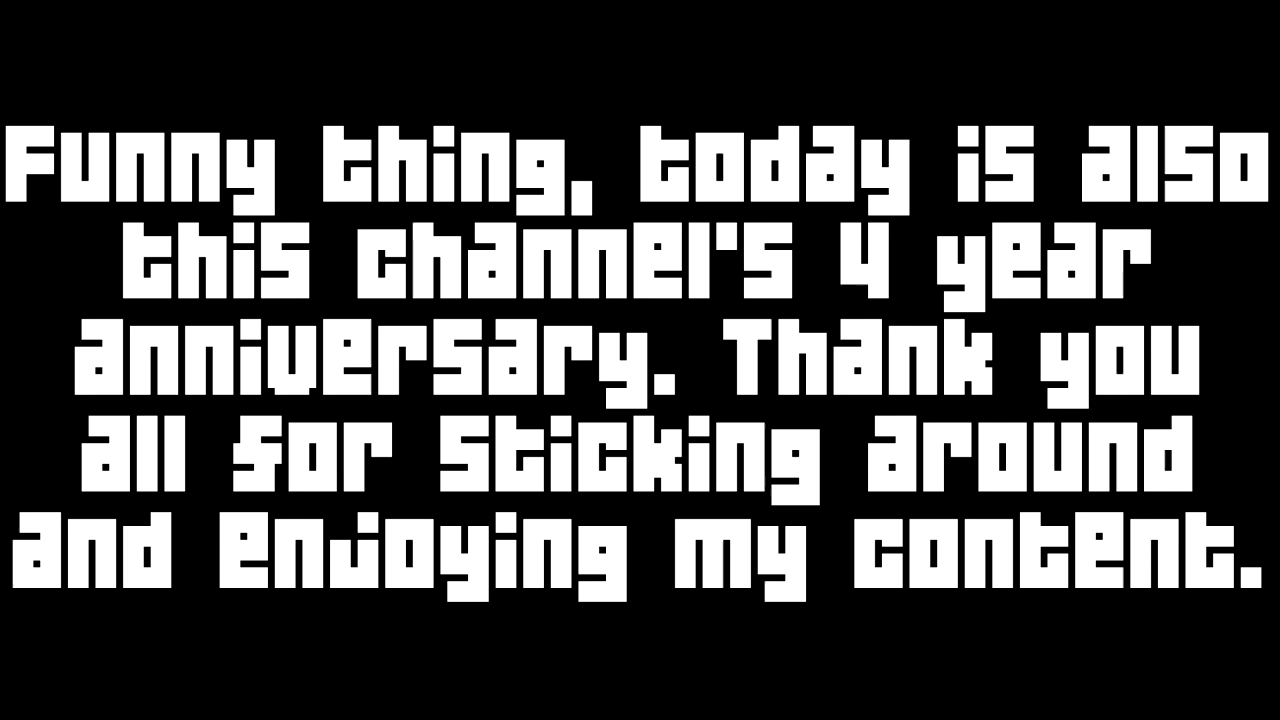 Funny thing, today is also
this channel's 4 year
anniversary. Thank you
all for sticking around
and enjoying my content.